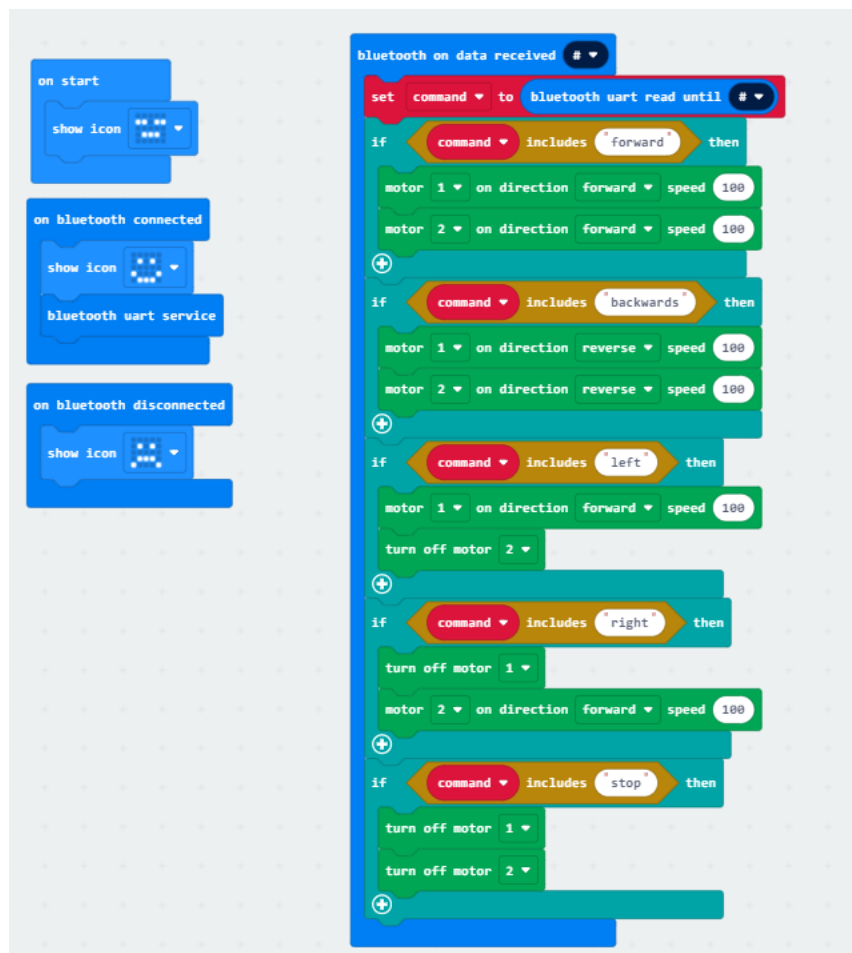 on start
show icon
on bluetooth connected
show icon
bluetooth uart service
on bluetooth disconnected
show icon
bluetooth on data received #
set command to bluetooth uart read until #
if command includes "forward" then
motor 1 on direction forward speed 100
motor 2 on direction forward speed 100
if command includes "backwards" then
motor 1 on direction reverse speed 100
motor 2 on direction reverse speed 100
if command includes "left" then
motor 1 on direction forward speed 100
turn off motor 2
if command includes "right" then
turn off motor 1
motor 2 on direction forward speed 100
if command includes "stop" then
turn off motor 1
turn off motor 2